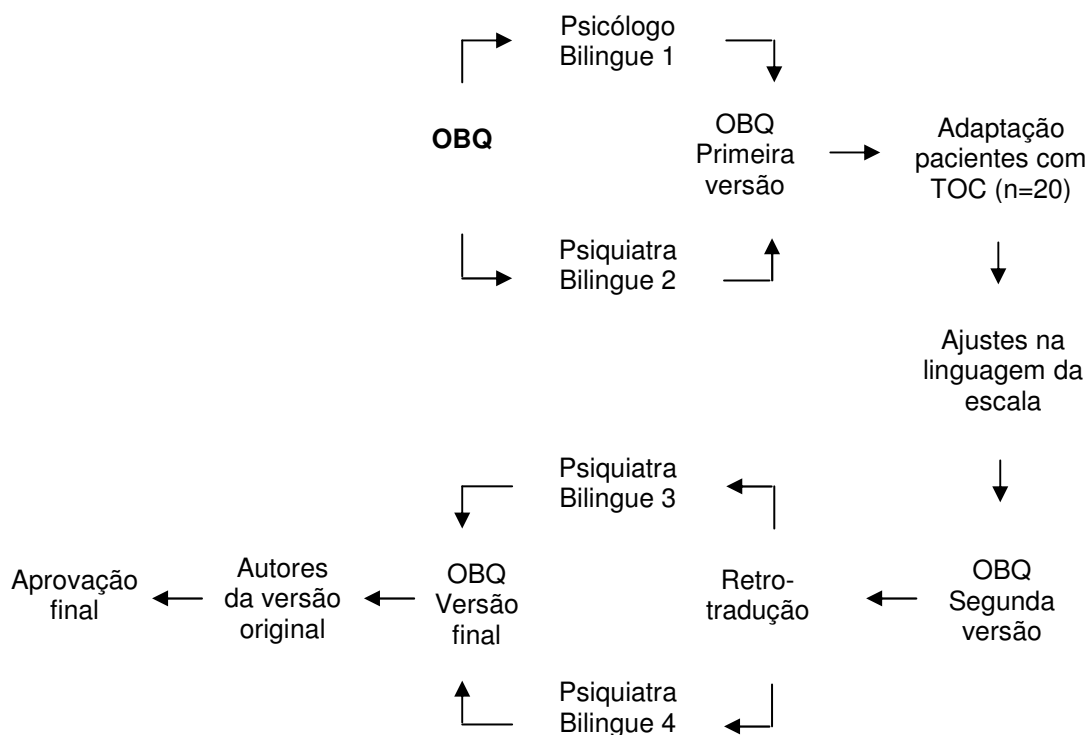 Psicólogo
Bilingue 1
OBQ
OBQ
Primeira
versão
Adaptação
pacientes com
TOC (n=20)
Psiquiatra
Bilingue 2
Ajustes na
linguagem da
escala
Psiquiatra
Bilingue 3
Aprovação
final
Autores
da versão
original
OBQ
Versão
final
Retro-
tradução
OBQ
Segunda
versão
Psiquiatra
Bilingue 4